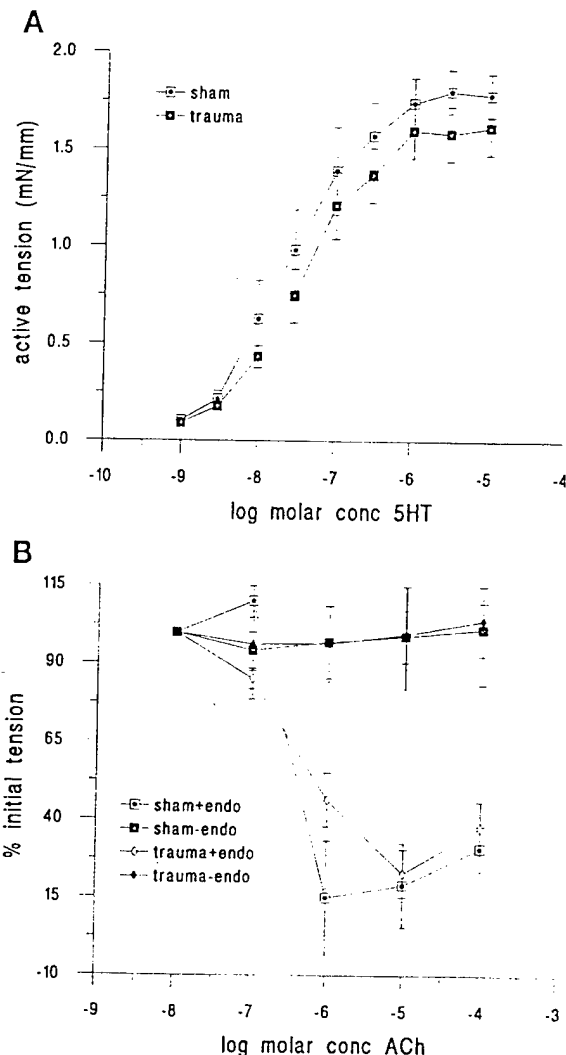 A
2.0
1.5
1.0
0.5
0.0
active tension (mN/mm)
sham
trauma
-10 -9 -8 -7 -6 -5 -4
log molar conc 5HT
B
115
90
65
40
15
-10
% initial tension
sham+endo
sham-endo
trauma+endo
trauma-endo
-9 -8 -7 -6 -5 -4 -3
log molar conc ACh